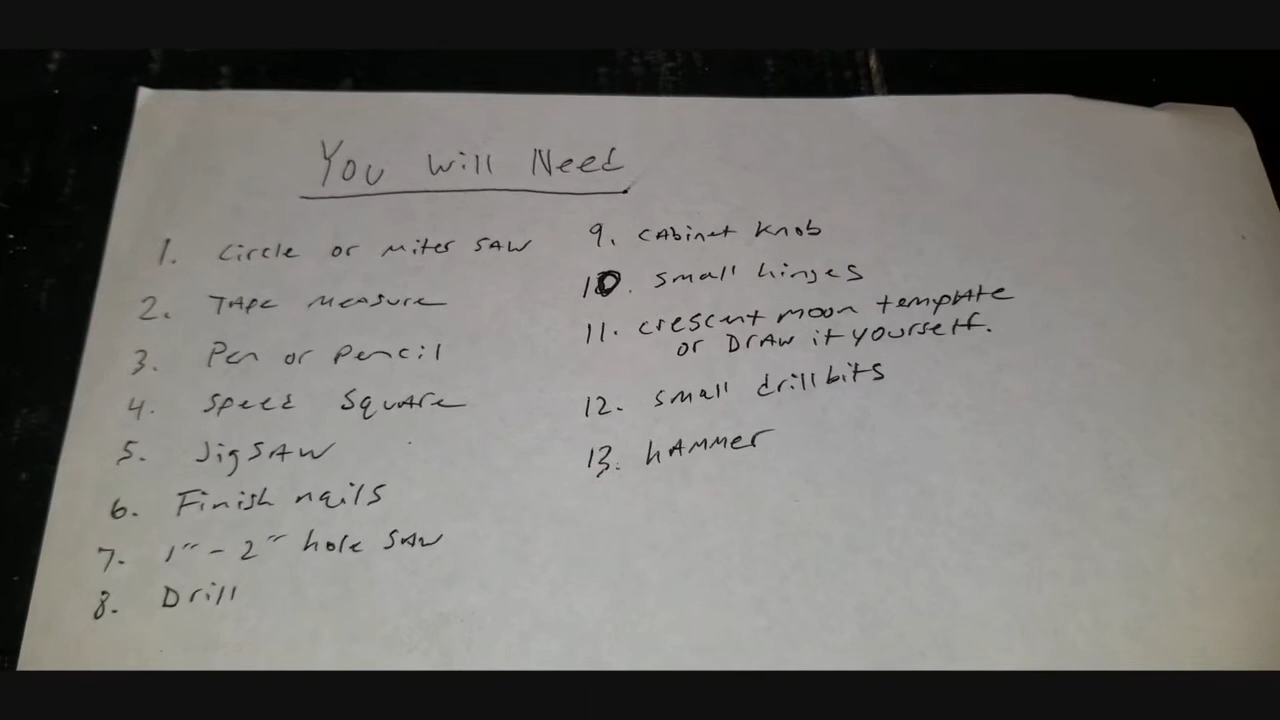 You Will Need
1. Circle or Miter SAW
2. TAPE MEASURE
3. Pen or Pencil
4. Speed Square
5. JigSAW
6. Finish nails
7. 1" - 2" hole SAW
8. Drill
9. CAbinet Knob
10. small hinges
11. crescent moon template
or DRAW it yourself.
12. small drill bits
13. hAMMer